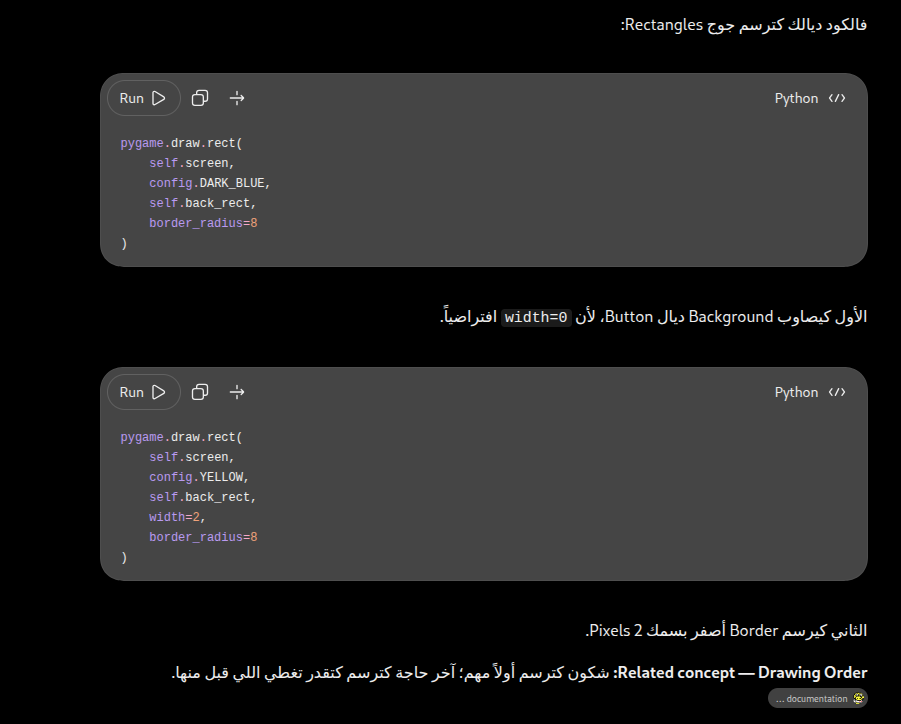 فالكود ديالك كترسم جوج Rectangles:
Run
Python
pygame.draw.rect(
    self.screen,
    config.DARK_BLUE,
    self.back_rect,
    border_radius=8
)
الأول كيصاوب Background ديال Button، لأن width=0 افتراضياً.
Run
Python
pygame.draw.rect(
    self.screen,
    config.YELLOW,
    self.back_rect,
    width=2,
    border_radius=8
)
الثاني كيرسم Border أصفر بسمك 2 Pixels.
Related concept — Drawing Order: شكون كترسم أولاً مهم؛ آخر حاجة كترسم كتقدر تغطي اللي قبل منها.
documentation ...